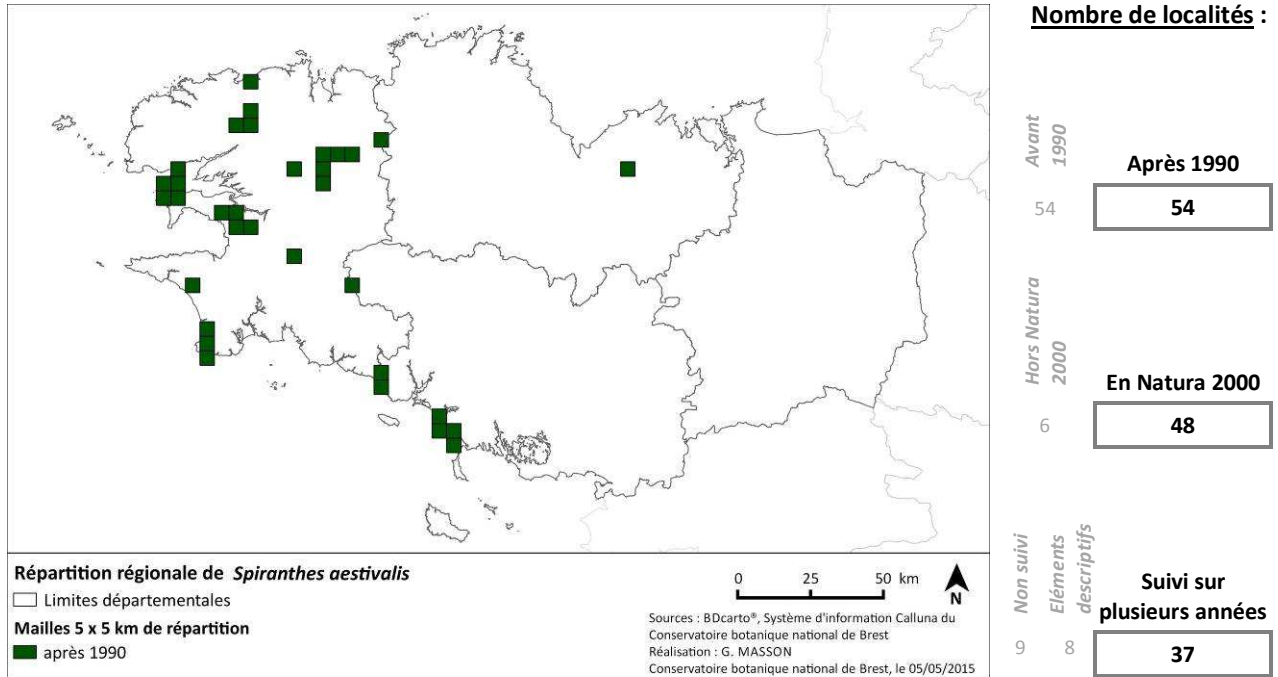 Nombre de localités :
Avant
1990
Après 1990
54
54
Hors Natura
2000
En Natura 2000
6
48
Non suivi
Eléments
descriptifs
Suivi sur
plusieurs années
9
8
37
Répartition régionale de Spiranthes aestivalis
Limites départementales
Mailles 5 x 5 km de répartition
après 1990
0 25 50 km
N
Sources : BDcarto®, Système d'information Calluna du
Conservatoire botanique national de Brest
Réalisation : G. MASSON
Conservatoire botanique national de Brest, le 05/05/2015